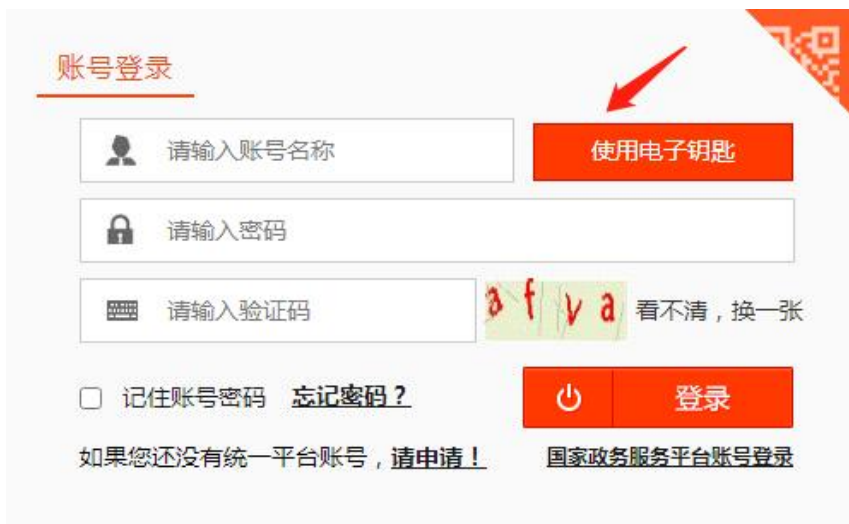 账号登录
请输入账号名称
使用电子钥匙
请输入密码
请输入验证码
afva
看不清，换一张
记住账号密码 忘记密码？
登录
如果您还没有统一平台账号，请申请！
国家政务服务平台账号登录